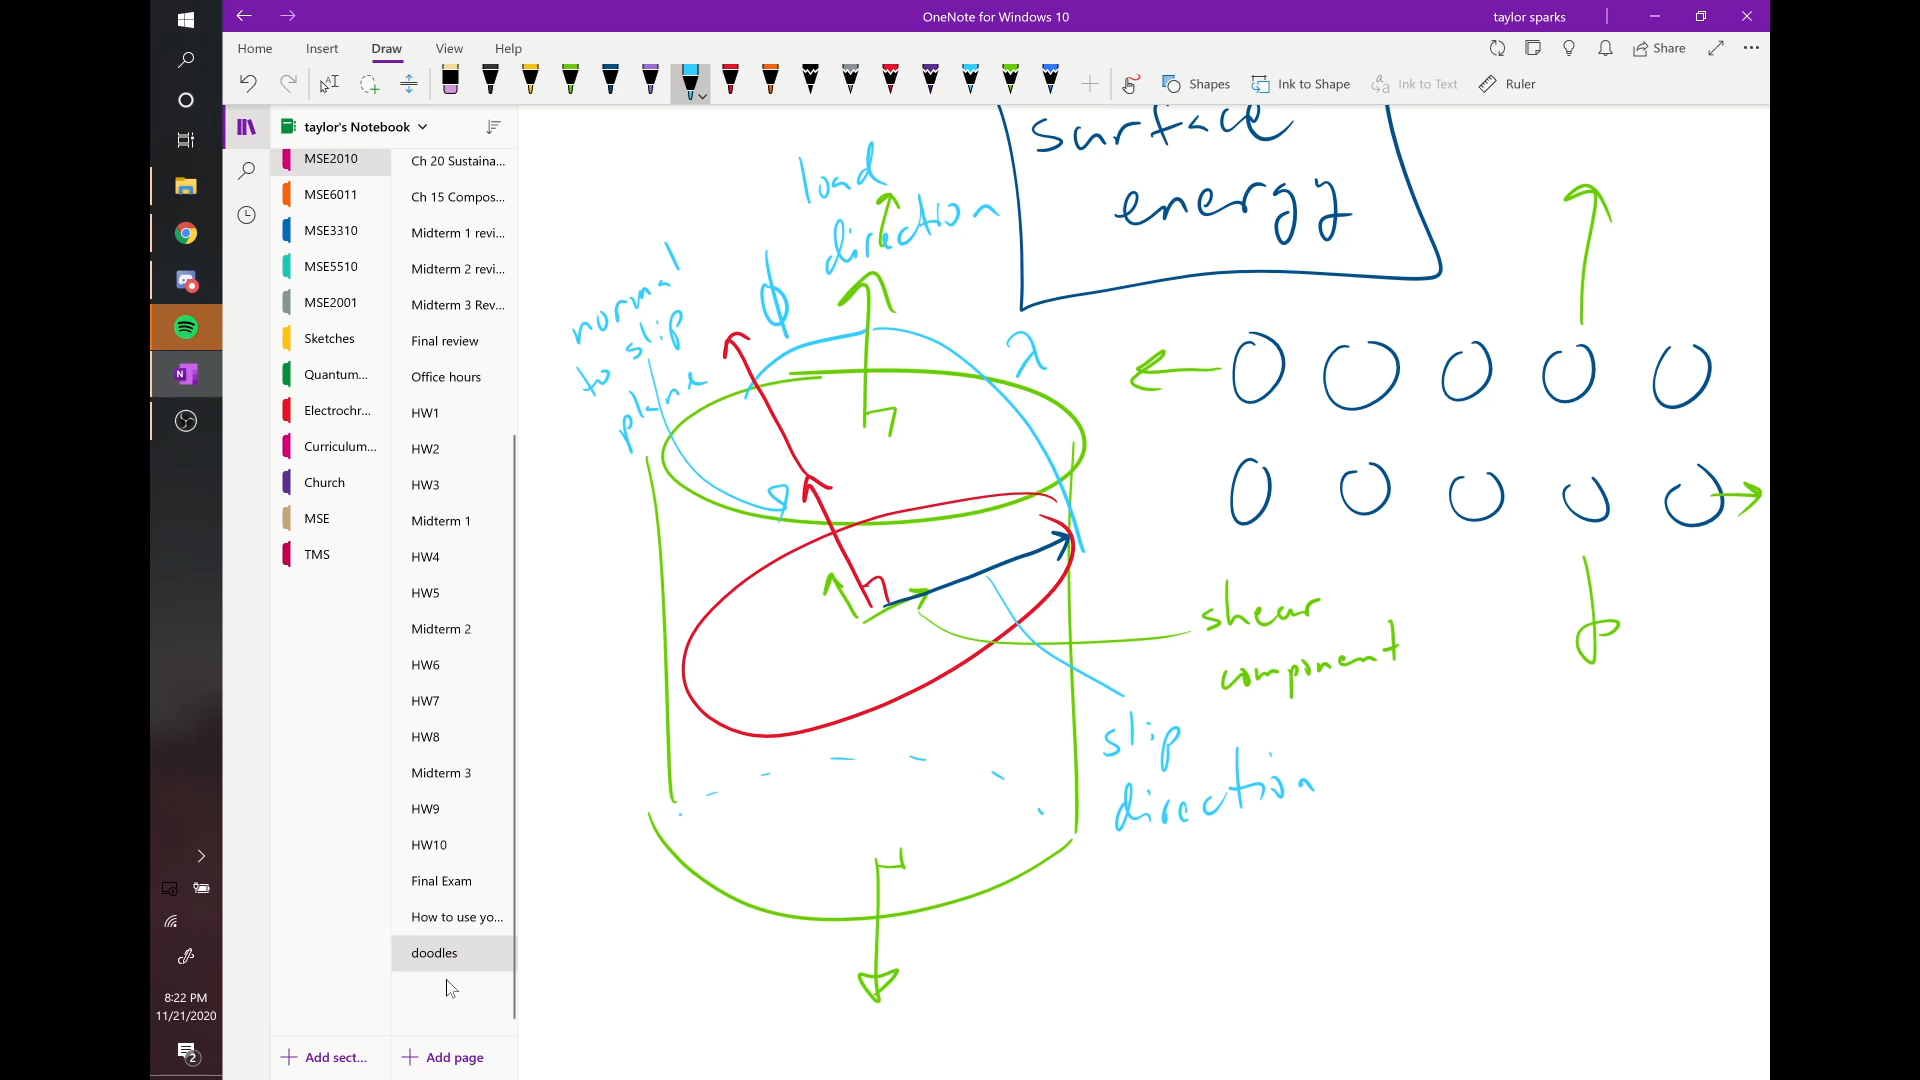 OneNote for Windows 10
taylor sparks
Home Insert Draw View Help
Share
Shapes
Ink to Shape
Ink to Text
Ruler
taylor's Notebook
MSE2010
MSE6011
MSE3310
MSE5510
MSE2001
Sketches
Quantum...
Electrochr...
Curriculum...
Church
MSE
TMS
Add sect...
Ch 20 Sustaina...
Ch 15 Compos...
Midterm 1 revi...
Midterm 2 revi...
Midterm 3 Rev...
Final review
Office hours
HW1
HW2
HW3
Midterm 1
HW4
HW5
Midterm 2
HW6
HW7
HW8
Midterm 3
HW9
HW10
Final Exam
How to use yo...
doodles
Add page
surface
energy
load
direction
normal
to slip
plane
ϕ
λ
shear
component
slip
direction
8:22 PM
11/21/2020
2